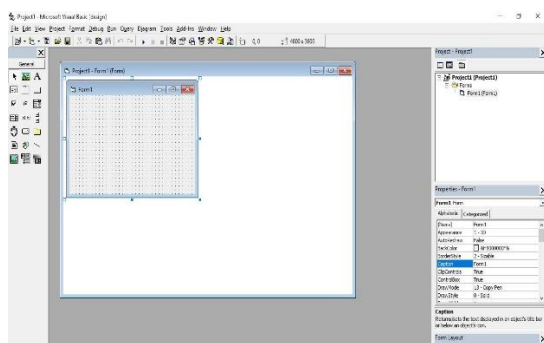 Project1 - Microsoft Visual Basic [design]
File Edit View Project Format Debug Run Query Diagram Tools Add-Ins Window Help
0, 0 4800 x 3600
General
Project1 - Form1 (Form)
Form1
Project - Project1
Project1 (Project1)
Forms
Form1 (Form1)
Properties - Form1
Form1 Form
Alphabetic Categorized
(Name) Form1
Appearance 1 - 3D
AutoRedraw False
BackColor
BorderStyle 2 - Sizable
Caption Form1
ClipControls True
ControlBox True
DrawMode 13 - Copy Pen
DrawStyle 0 - Solid
Caption
Returns/sets the text displayed in an object's title bar
or below an object's icon.
Form Layout